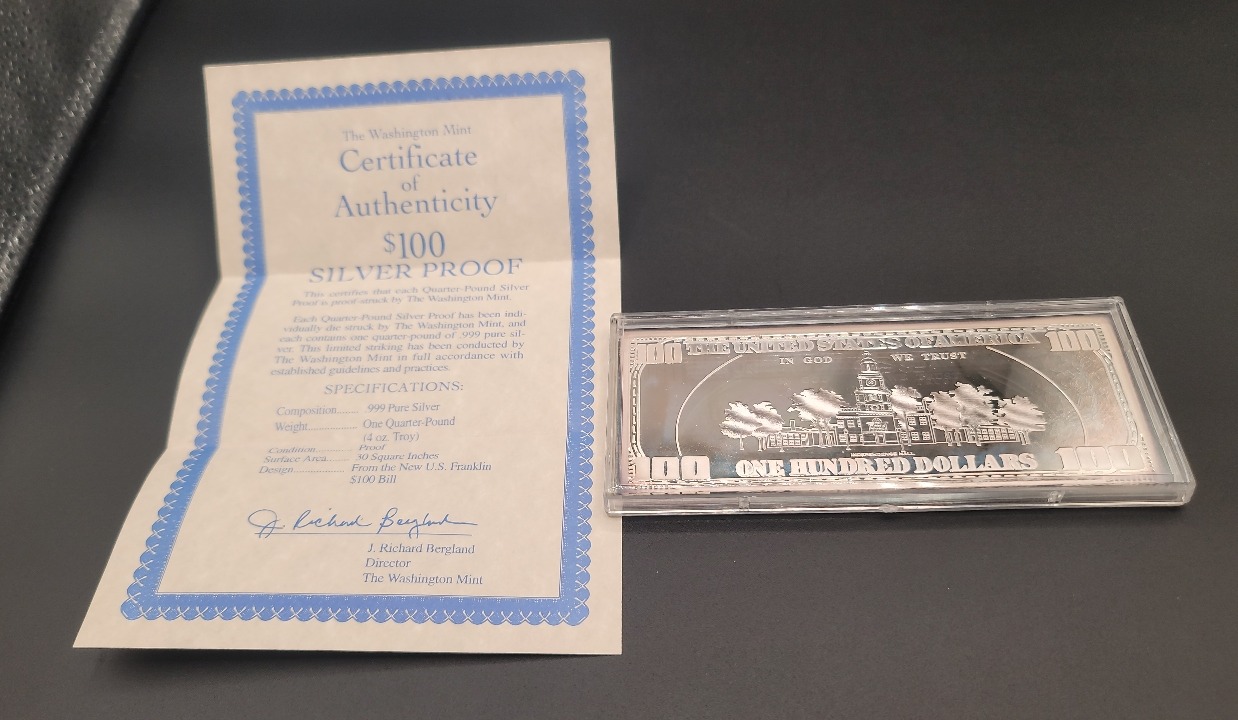 The Washington Mint
Certificate
of
Authenticity
$100
SILVER PROOF
This certifies that each Quarter-Pound Silver
Proof is proof-struck by The Washington Mint.
Each Quarter-Pound Silver Proof has been indi-
vidually die struck by The Washington Mint, and
each contains one quarter-pound of .999 pure sil-
ver. This limited striking has been conducted by
The Washington Mint in full accordance with
established guidelines and practices.
SPECIFICATIONS:
Composition....... .999 Pure Silver
Weight................ One Quarter-Pound
(4 oz. Troy)
Condition............ Proof
Surface Area....... 30 Square Inches
Design................. From the New U.S. Franklin
$100 Bill
J. Richard Bergland
J. Richard Bergland
Director
The Washington Mint
100 THE UNITED STATES OF AMERICA 100
IN GOD WE TRUST
INDEPENDENCE HALL
100 ONE HUNDRED DOLLARS 100